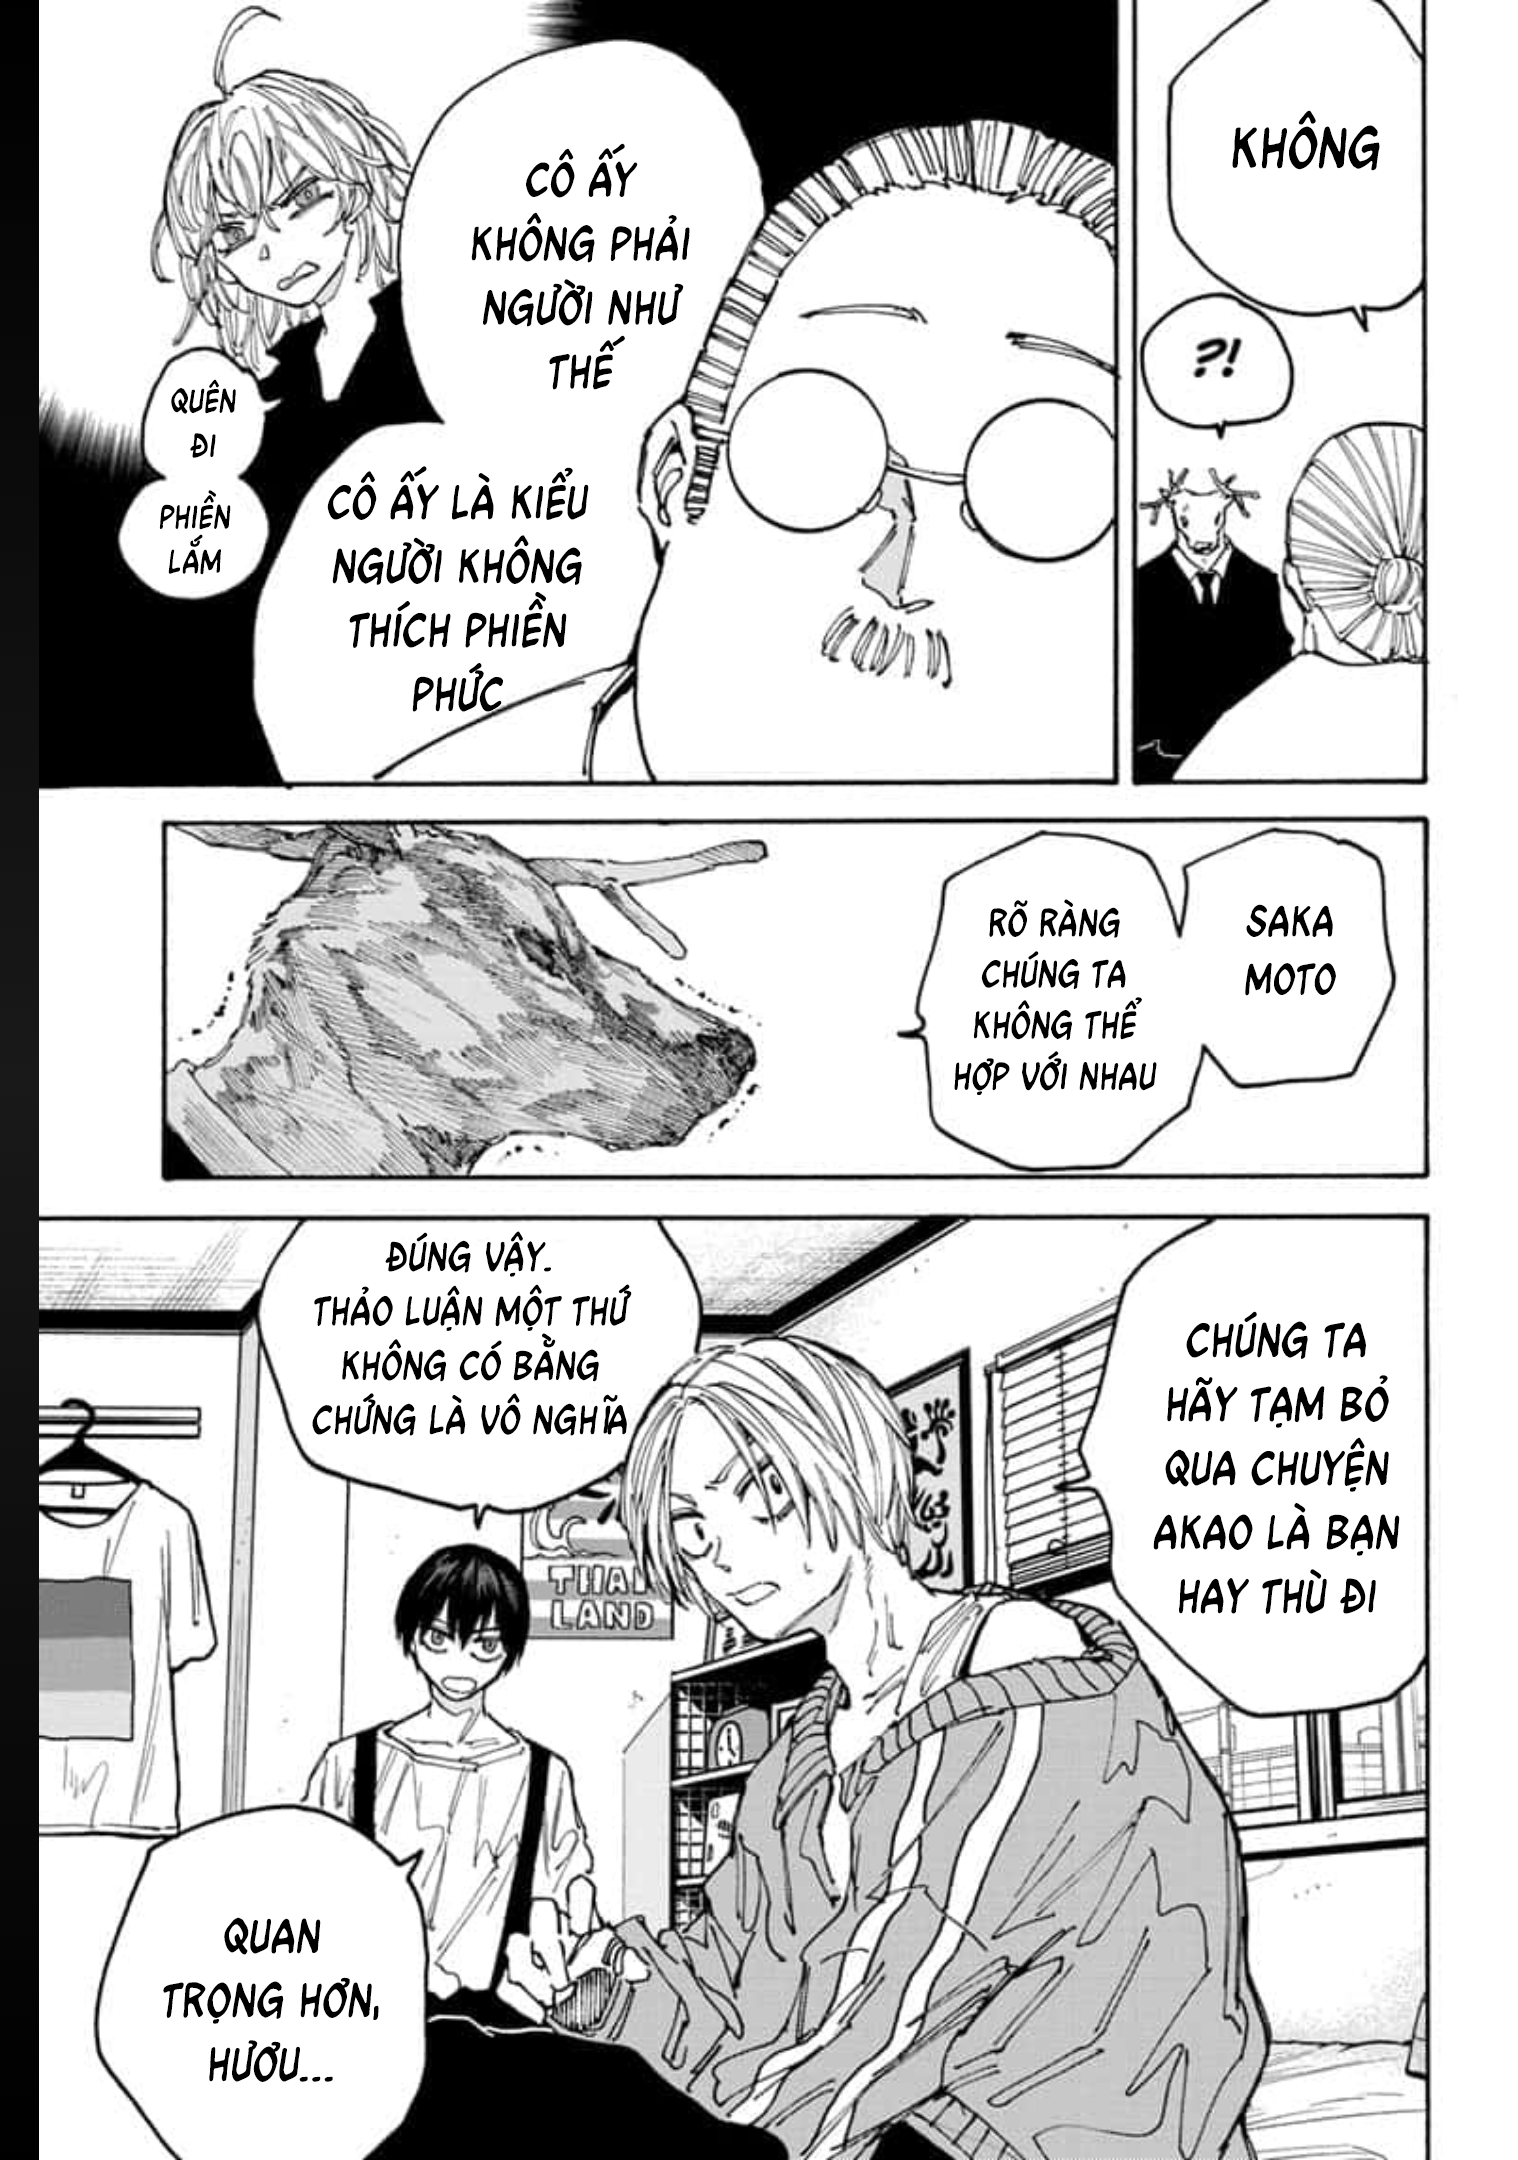 KHÔNG
?!
CÔ ẤY
KHÔNG PHẢI
NGƯỜI NHƯ
THẾ
CÔ ẤY LÀ KIỂU
NGƯỜI KHÔNG
THÍCH PHIỀN
PHỨC
QUÊN
ĐI
PHIỀN
LẮM
SAKA
MOTO
RÕ RÀNG
CHÚNG TA
KHÔNG THỂ
HỢP VỚI NHAU
CHÚNG TA
HÃY TẠM BỎ
QUA CHUYỆN
AKAO LÀ BẠN
HAY THÙ ĐI
ĐÚNG VẬY.
THẢO LUẬN MỘT THỨ
KHÔNG CÓ BẰNG
CHỨNG LÀ VÔ NGHĨA
THAI
LAND
QUAN
TRỌNG HƠN,
HƯƠU...